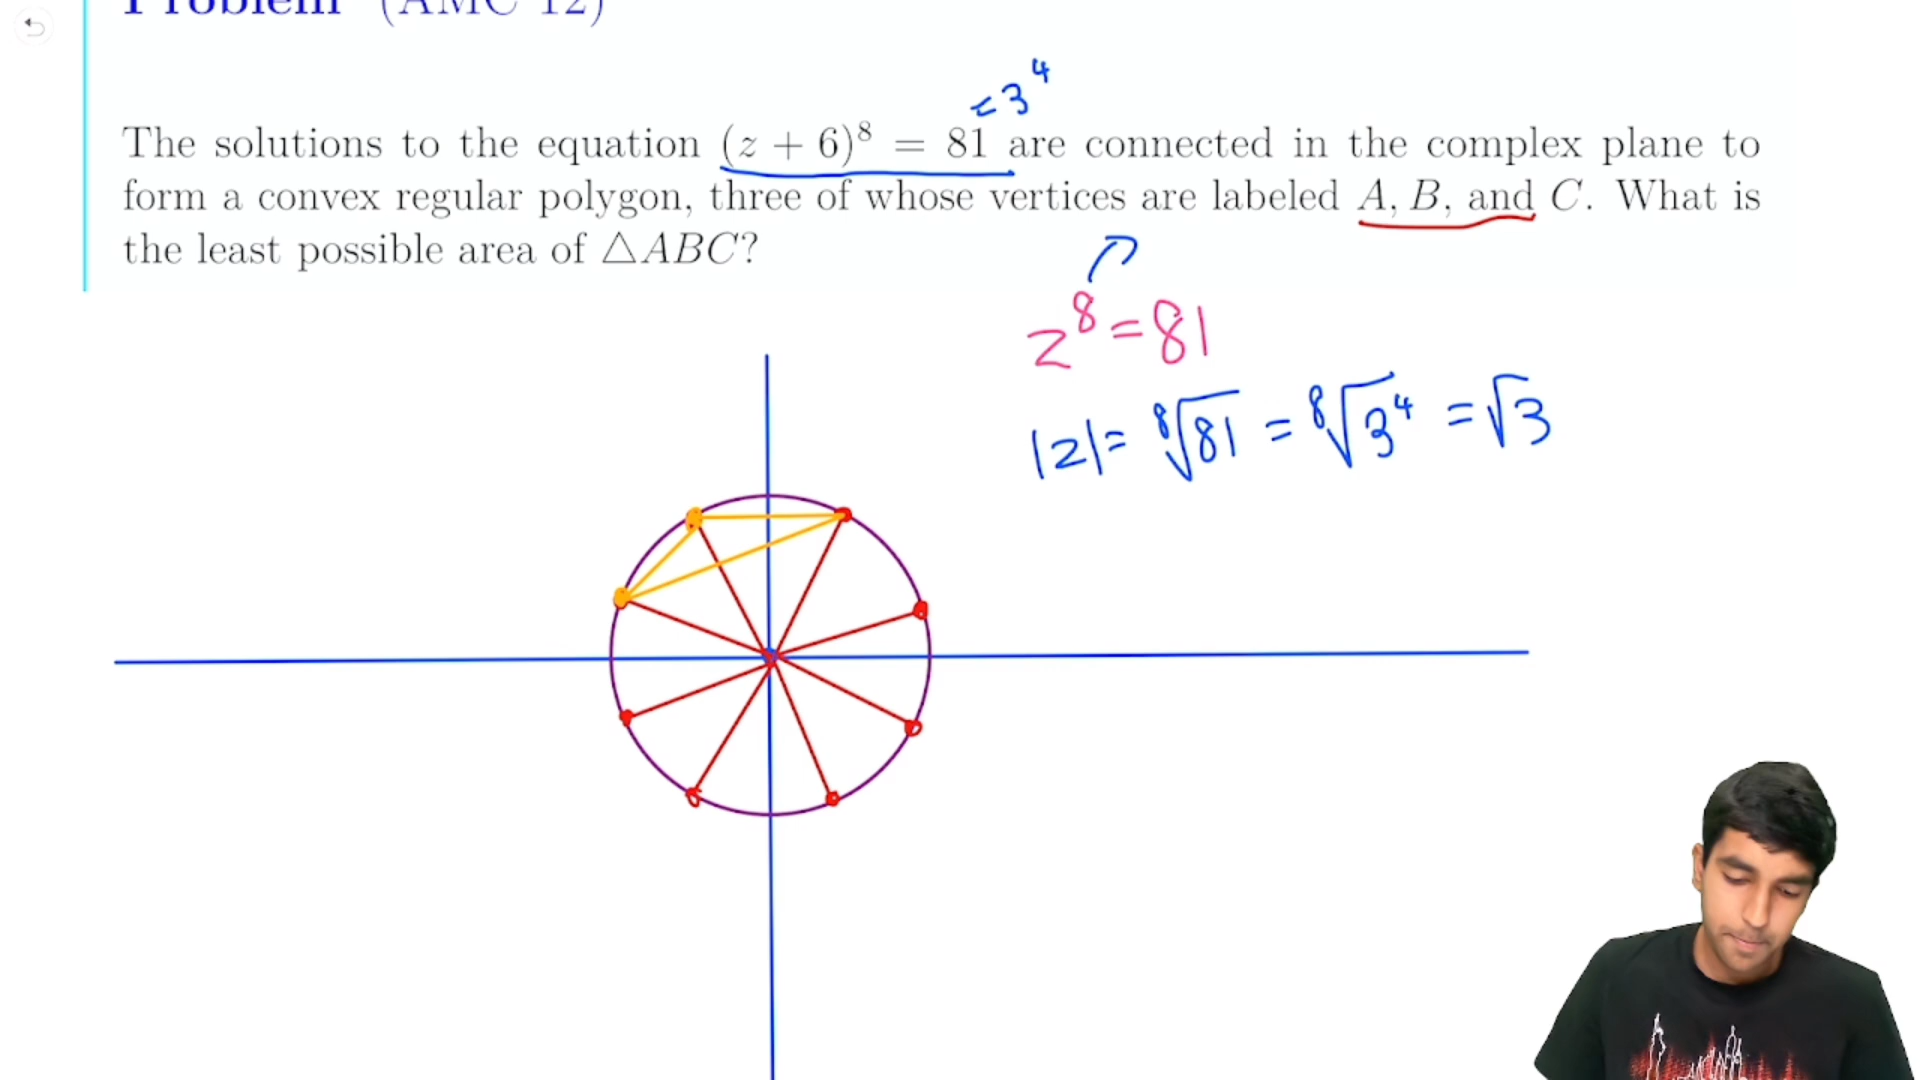 Problem (AMC 12)
= 3^4
The solutions to the equation (z + 6)^8 = 81 are connected in the complex plane to
form a convex regular polygon, three of whose vertices are labeled A, B, and C. What is
the least possible area of △ABC?
z^8 = 81
|z| = ⁸√81 = ⁸√3^4 = √3